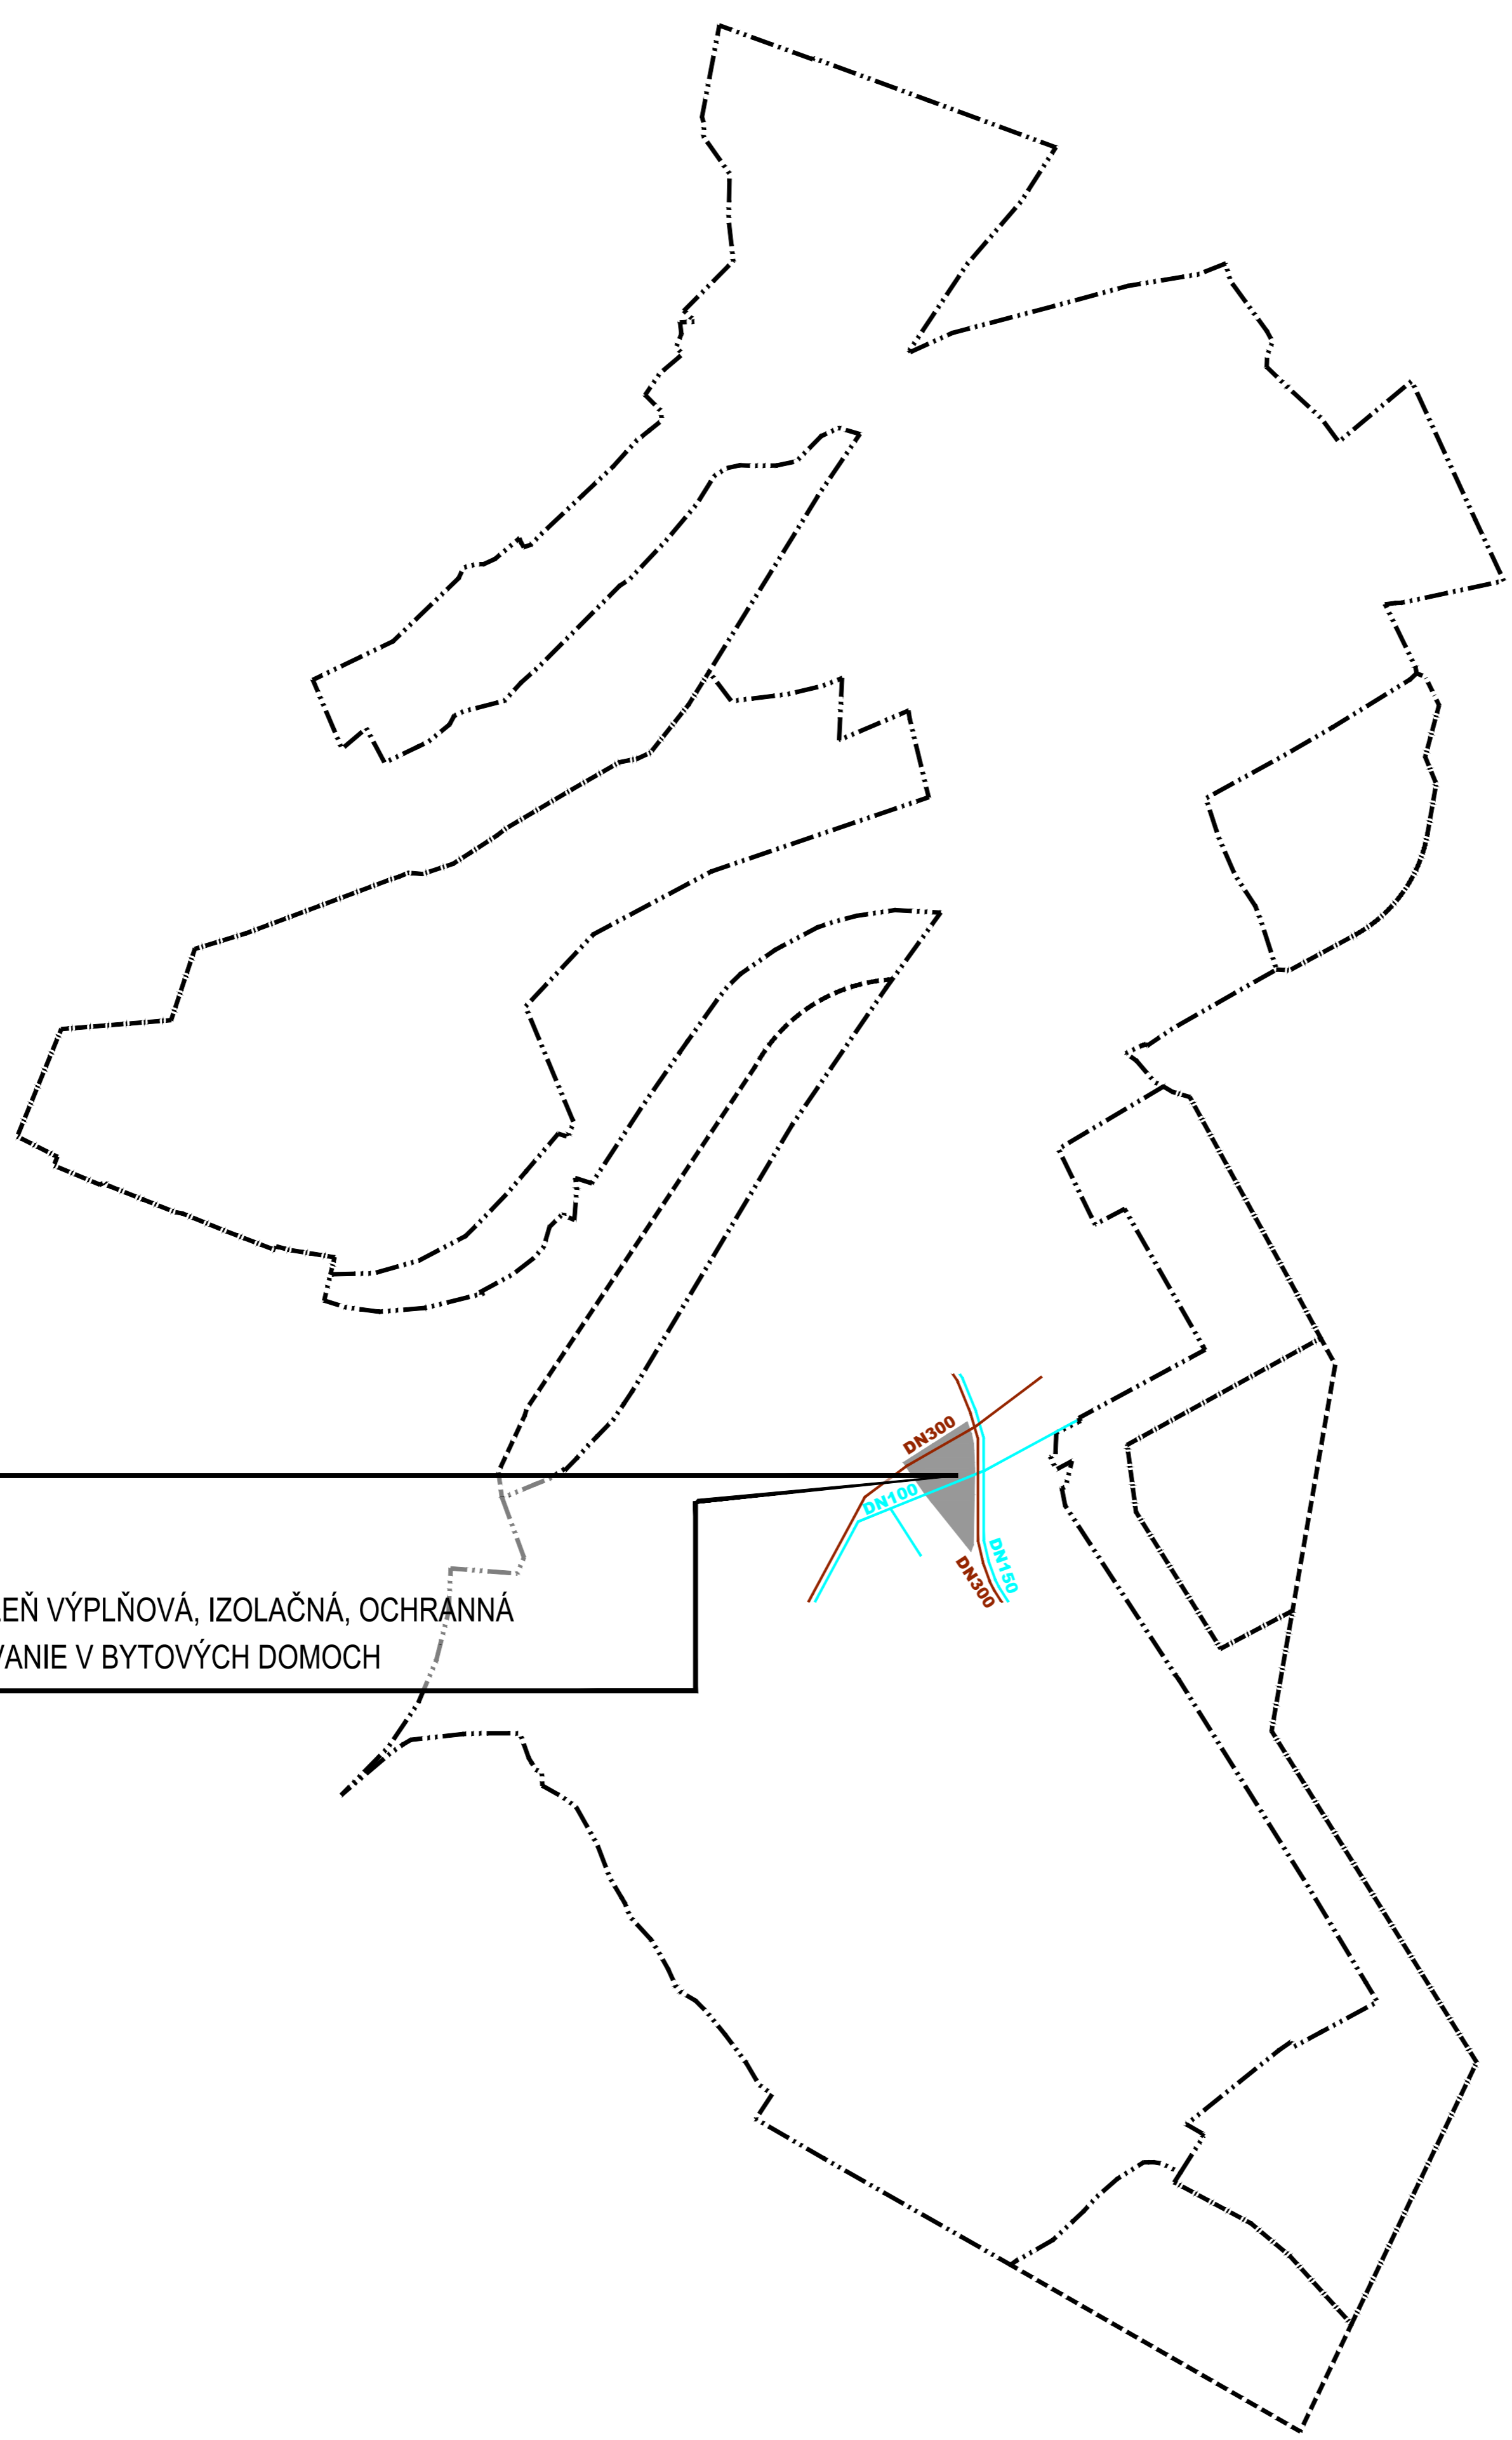 DN300
DN100
DN150
DN300
EŇ VÝPLŇOVÁ, IZOLAČNÁ, OCHRANNÁ
VANIE V BYTOVÝCH DOMOCH